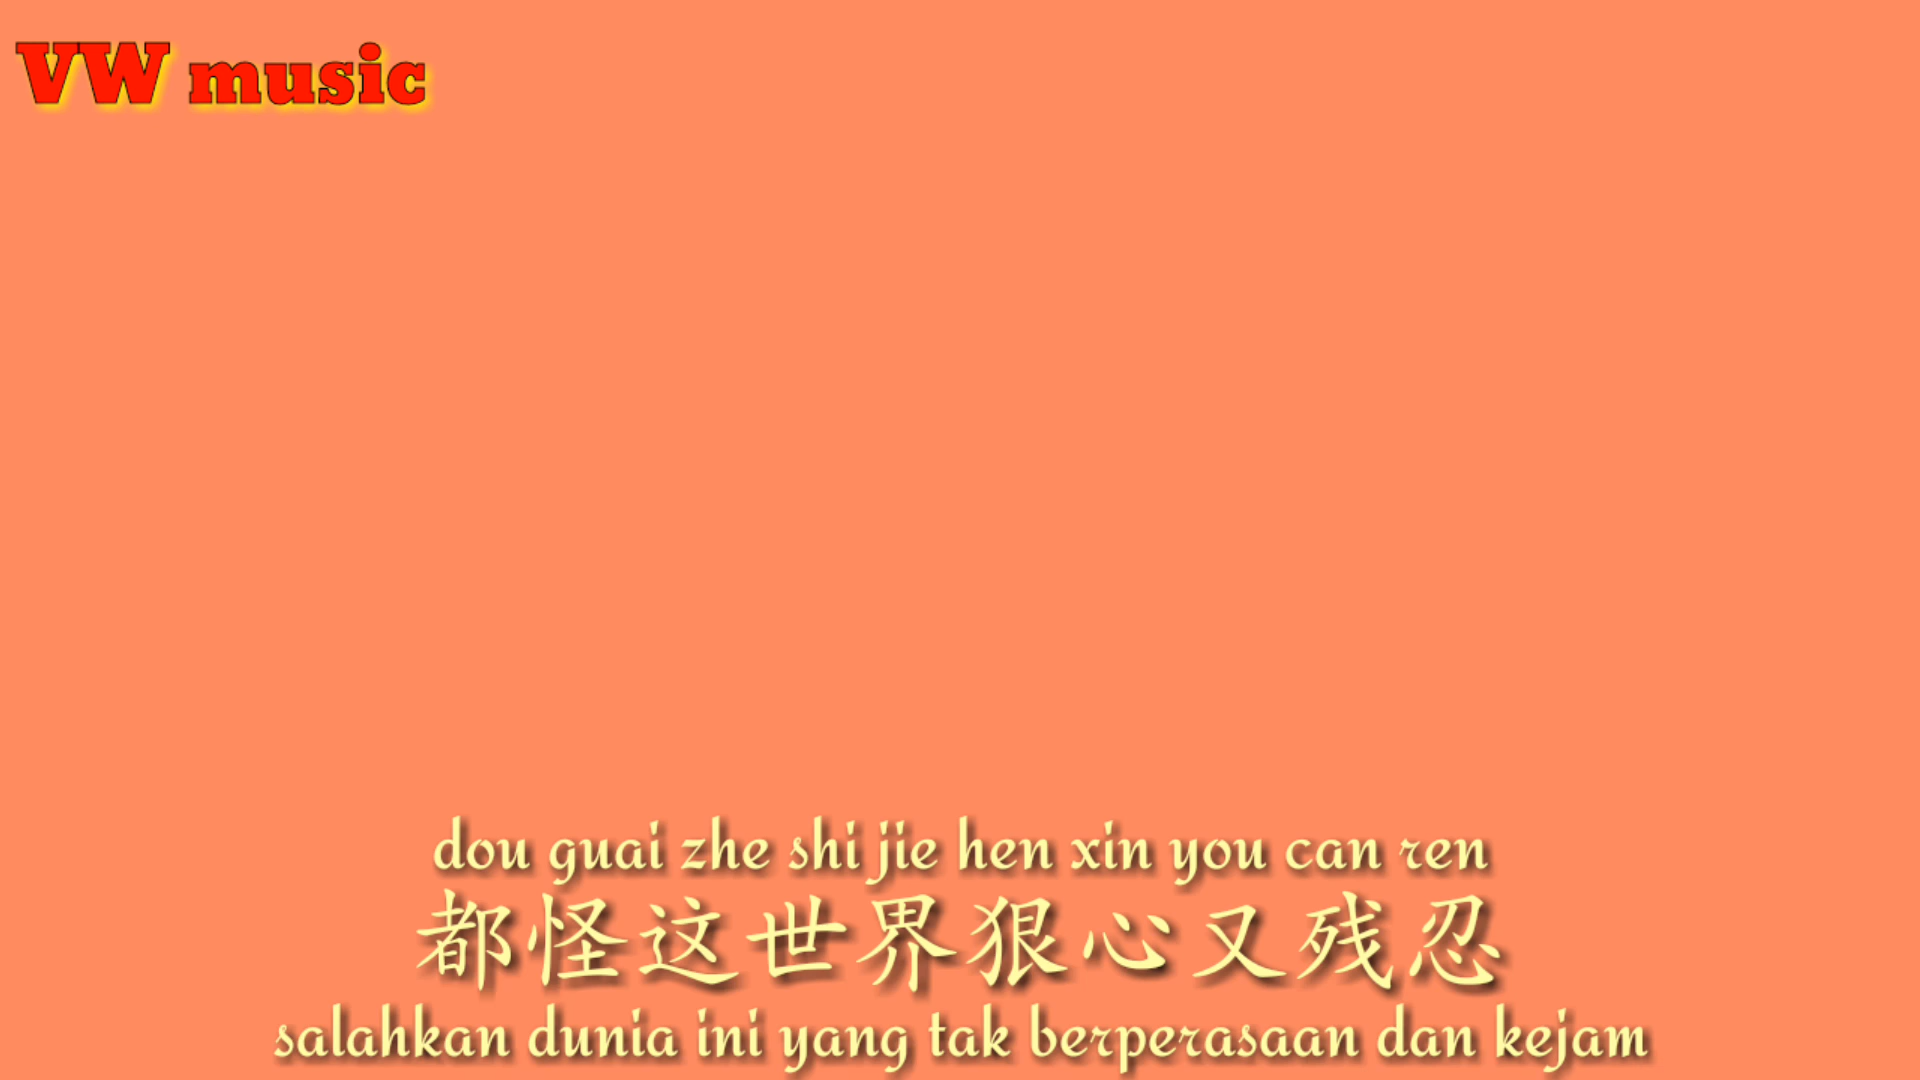 VW music
dou guai zhe shi jie hen xin you can ren
都怪这世界狠心又残忍
salahkan dunia ini yang tak berperasaan dan kejam